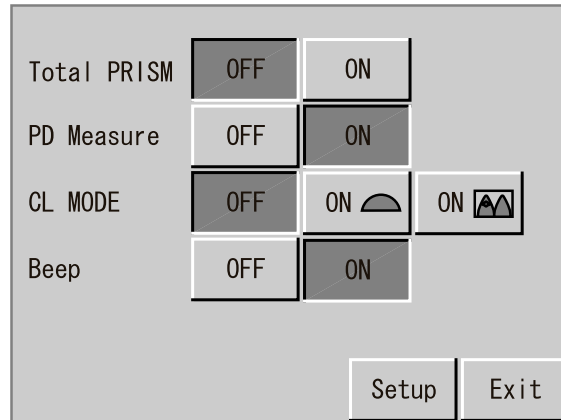 Total PRISM OFF ON
PD Measure OFF ON
CL MODE OFF ON ON
Beep OFF ON
Setup Exit